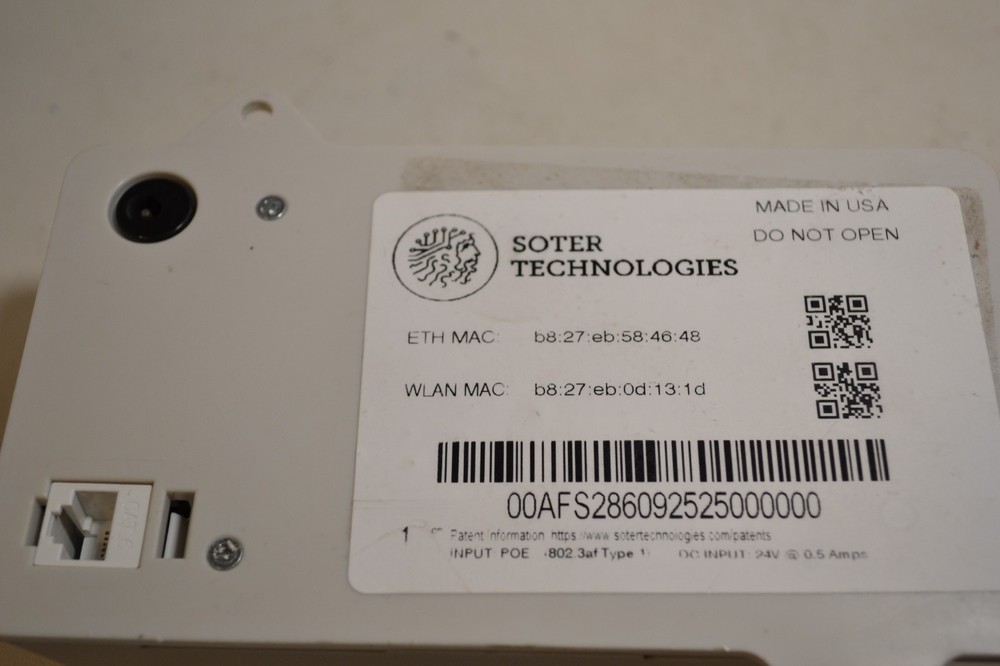 MADE IN USA
DO NOT OPEN
SOTER
TECHNOLOGIES
ETH MAC: b8:27:eb:58:46:48
WLAN MAC: b8:27:eb:0d:13:1d
00AFS286092525000000
1 Patent Information https://www.sotertechnologies.com/patents
INPUT POE (802.3af Type 1) DC INPUT: 24V @ 0.5 Amps